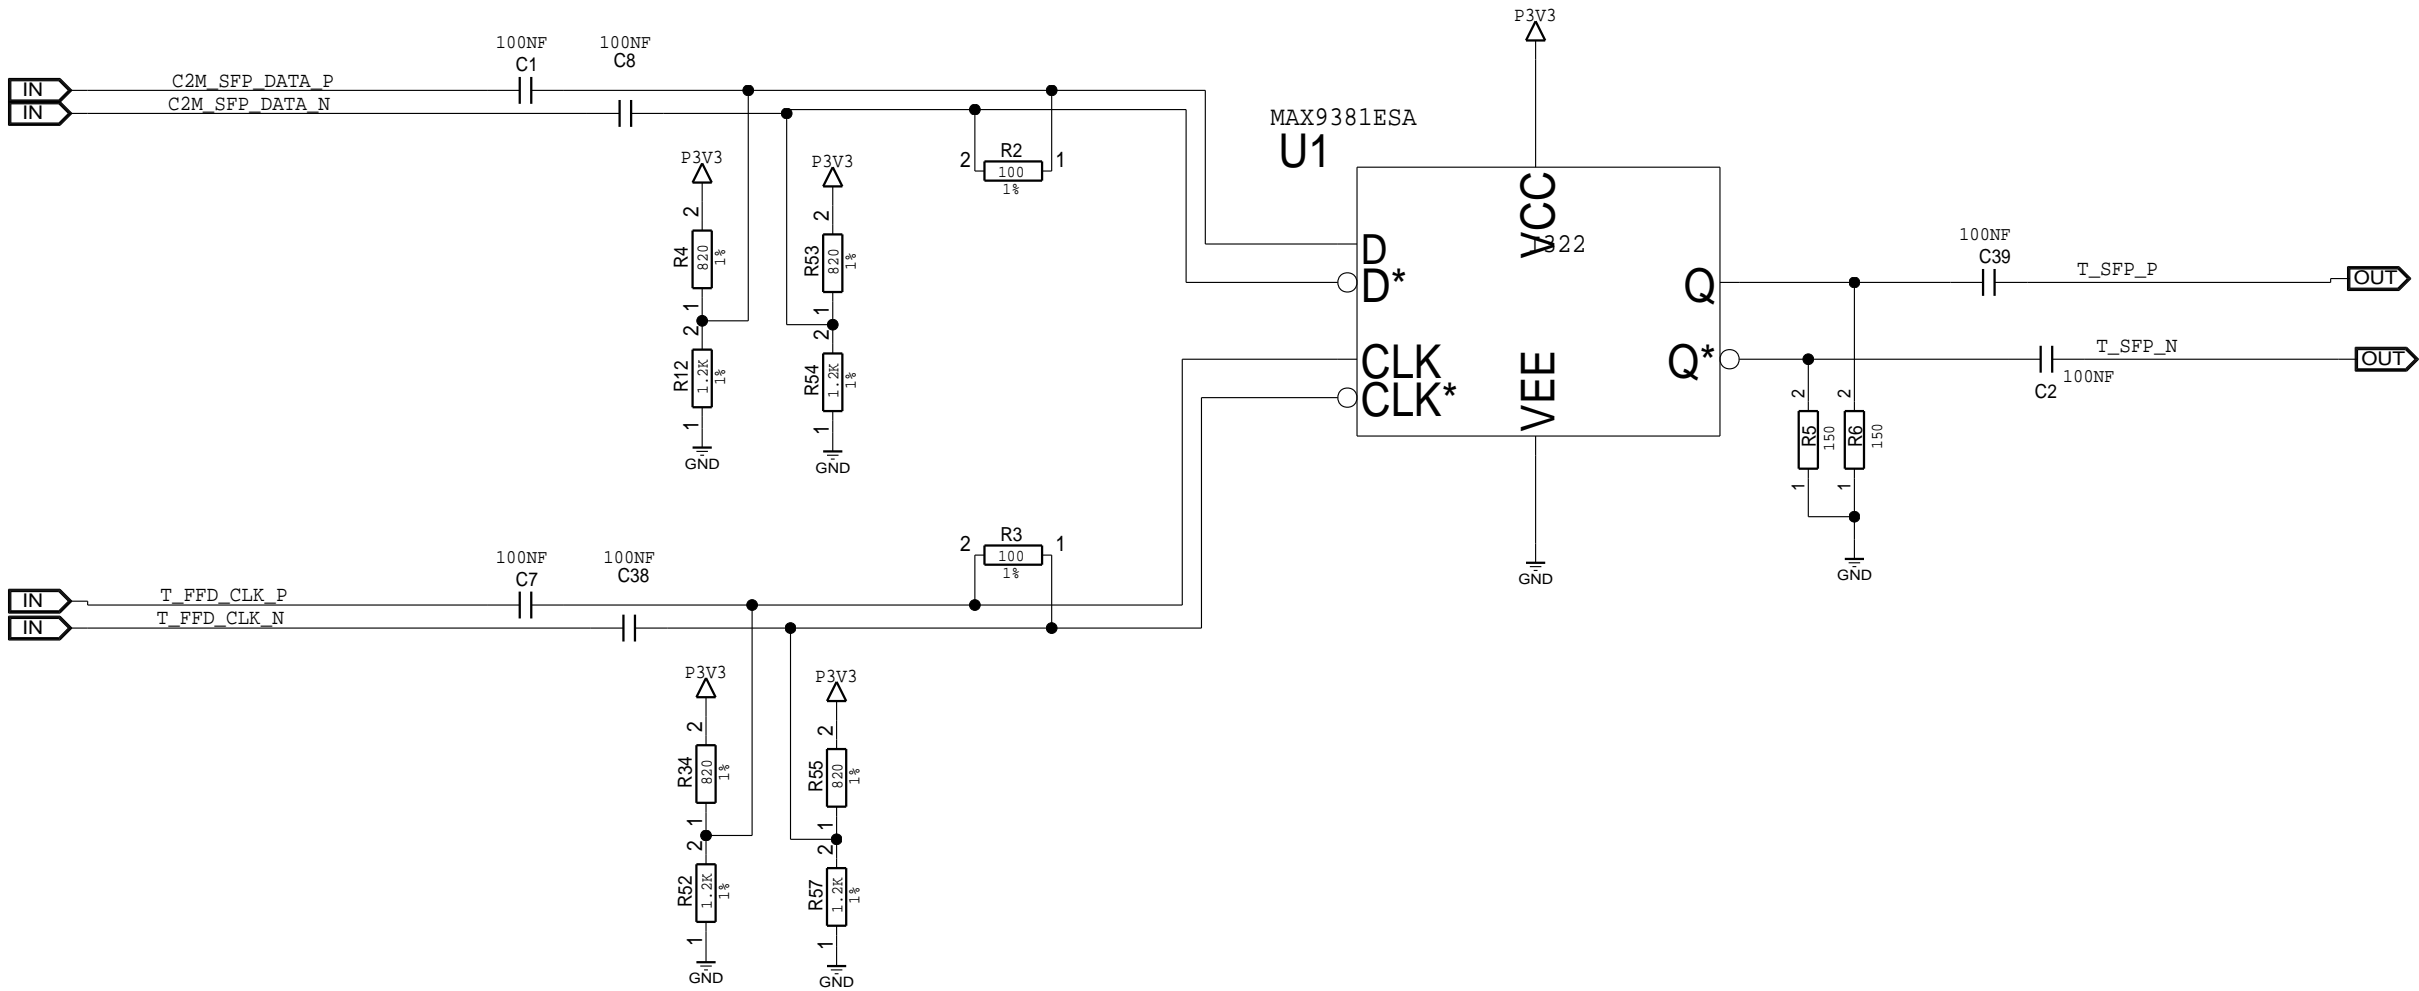 P3V3
100NF
100NF
C1
C8
IN
C2M_SFP_DATA_P
IN
C2M_SFP_DATA_N
MAX9381ESA
U1
P3V3
P3V3
2
R2
1
100
1%
2
R4
820
1%
1
2
R53
820
1%
1
2
R12
1.2K
1%
1
GND
2
R54
1.2K
1%
1
GND
VCC
D
D*
CLK
CLK*
VEE
Q
Q*
GND
100NF
C39
T_SFP_P
OUT
T_SFP_N
OUT
100NF
C2
2
R5
150
1
2
R6
150
1
GND
2
R3
1
100
1%
100NF
100NF
C7
C38
IN
T_FFD_CLK_P
IN
T_FFD_CLK_N
P3V3
P3V3
2
R34
820
1%
1
2
R55
820
1%
1
2
R52
1.2K
1%
1
GND
2
R57
1.2K
1%
1
GND